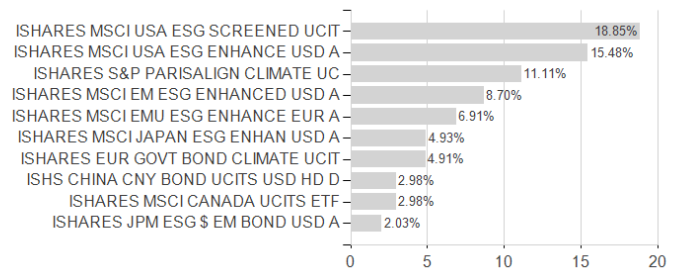 ISHARES MSCI USA ESG SCREENED UCIT 18.85%
ISHARES MSCI USA ESG ENHANCE USD A 15.48%
ISHARES S&P PARISALIGN CLIMATE UC 11.11%
ISHARES MSCI EM ESG ENHANCED USD A 8.70%
ISHARES MSCI EMU ESG ENHANCE EUR A 6.91%
ISHARES MSCI JAPAN ESG ENHAN USD A 4.93%
ISHARES EUR GOVT BOND CLIMATE UCIT 4.91%
ISHS CHINA CNY BOND UCITS USD HD D 2.98%
ISHARES MSCI CANADA UCITS ETF 2.98%
ISHARES JPM ESG $ EM BOND USD A 2.03%
0 5 10 15 20